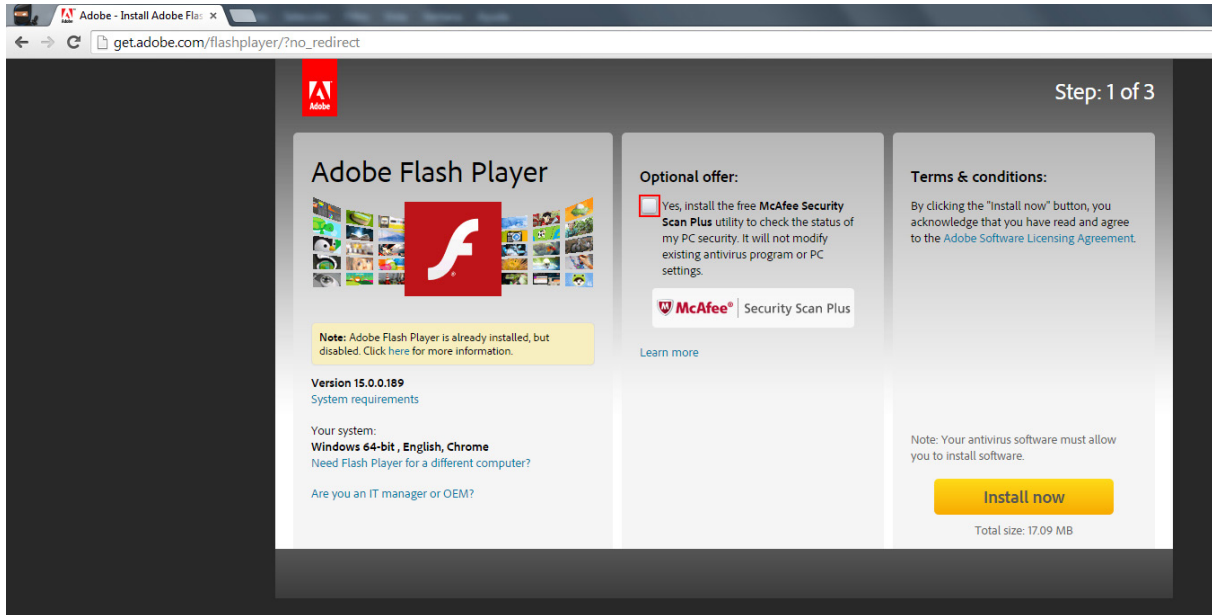 Adobe - Install Adobe Fla
get.adobe.com/flashplayer/?no_redirect
Adobe
Step: 1 of 3
Adobe Flash Player
Note: Adobe Flash Player is already installed, but
disabled. Click here for more information.
Version 15.0.0.189
System requirements
Your system:
Windows 64-bit , English, Chrome
Need Flash Player for a different computer?
Are you an IT manager or OEM?
Optional offer:
Yes, install the free McAfee Security
Scan Plus utility to check the status of
my PC security. It will not modify
existing antivirus program or PC
settings.
McAfee® Security Scan Plus
Learn more
Terms & conditions:
By clicking the "Install now" button, you
acknowledge that you have read and agree
to the Adobe Software Licensing Agreement.
Note: Your antivirus software must allow
you to install software.
Install now
Total size: 17.09 MB